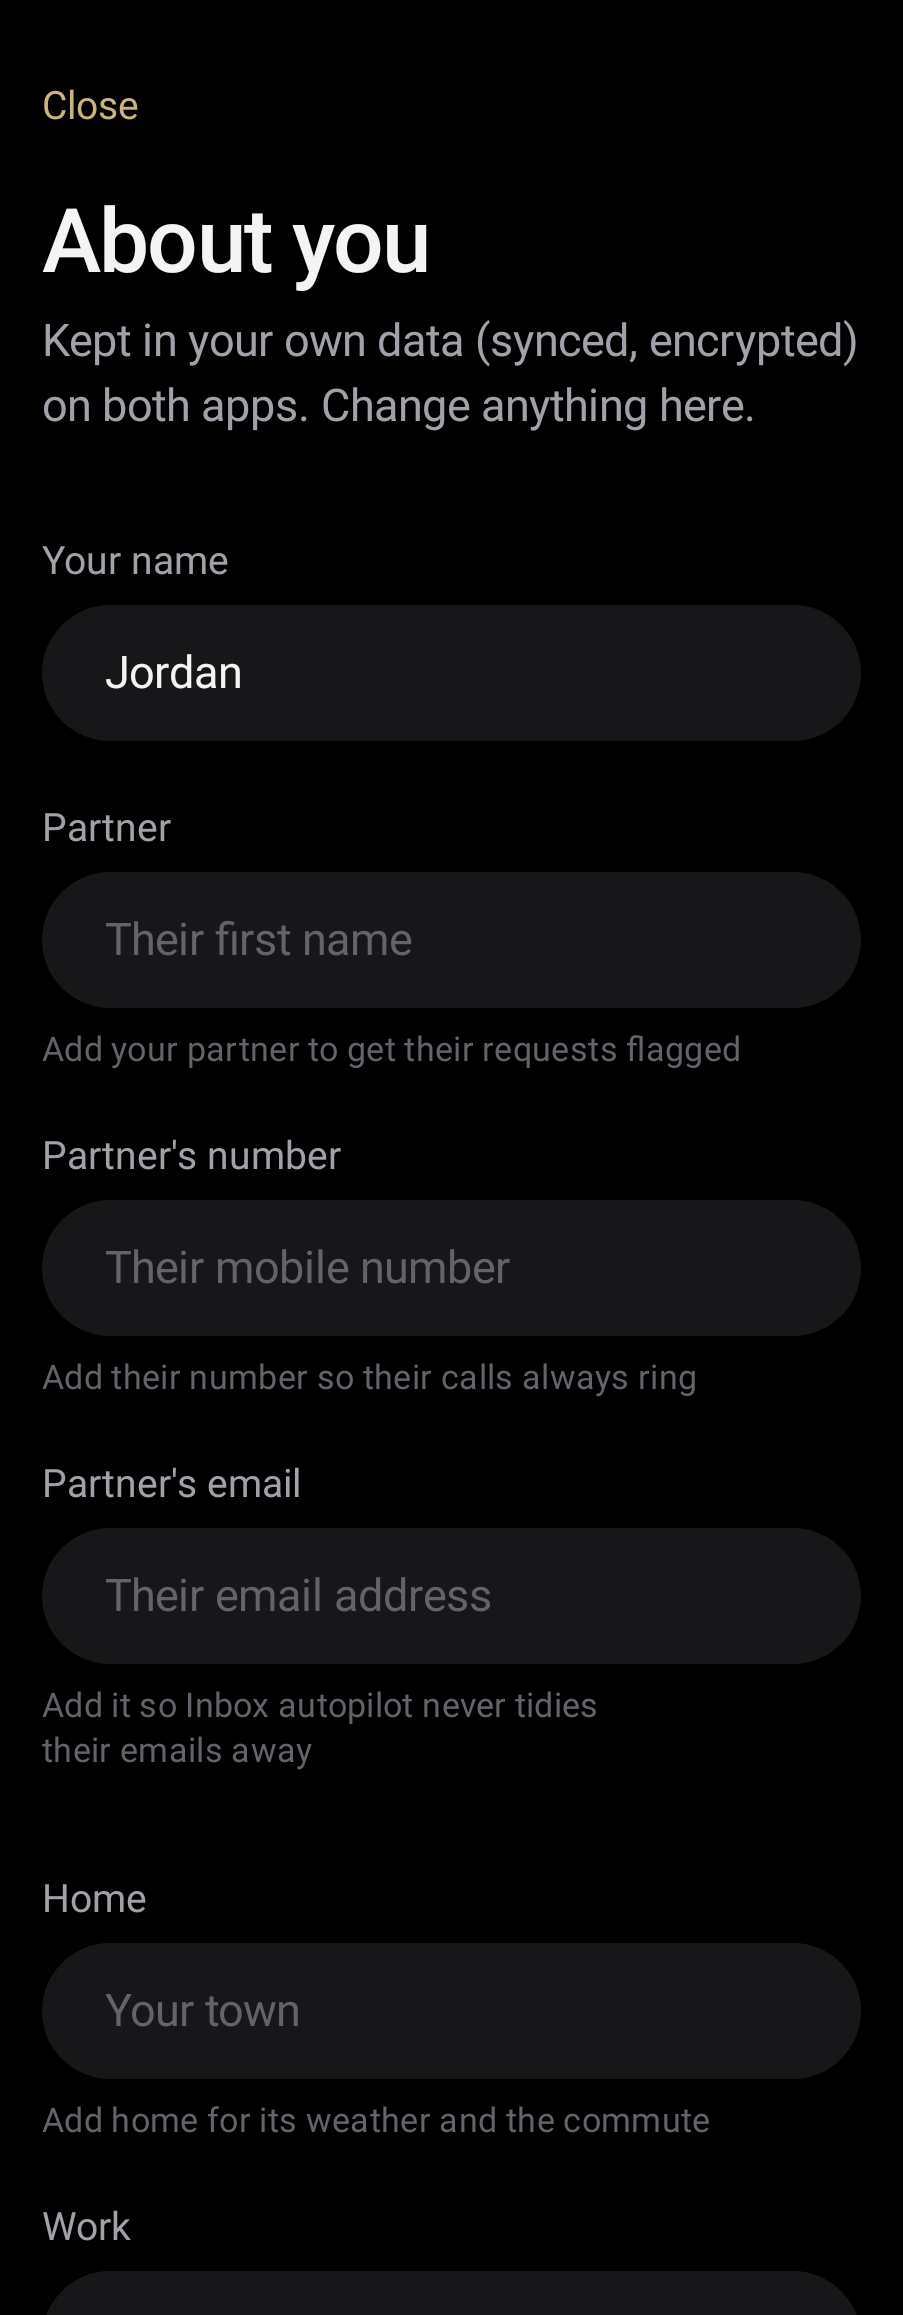 Close
About you
Kept in your own data (synced, encrypted)
on both apps. Change anything here.
Your name
Jordan
Partner
Their first name
Add your partner to get their requests flagged
Partner's number
Their mobile number
Add their number so their calls always ring
Partner's email
Their email address
Add it so Inbox autopilot never tidies
their emails away
Home
Your town
Add home for its weather and the commute
Work